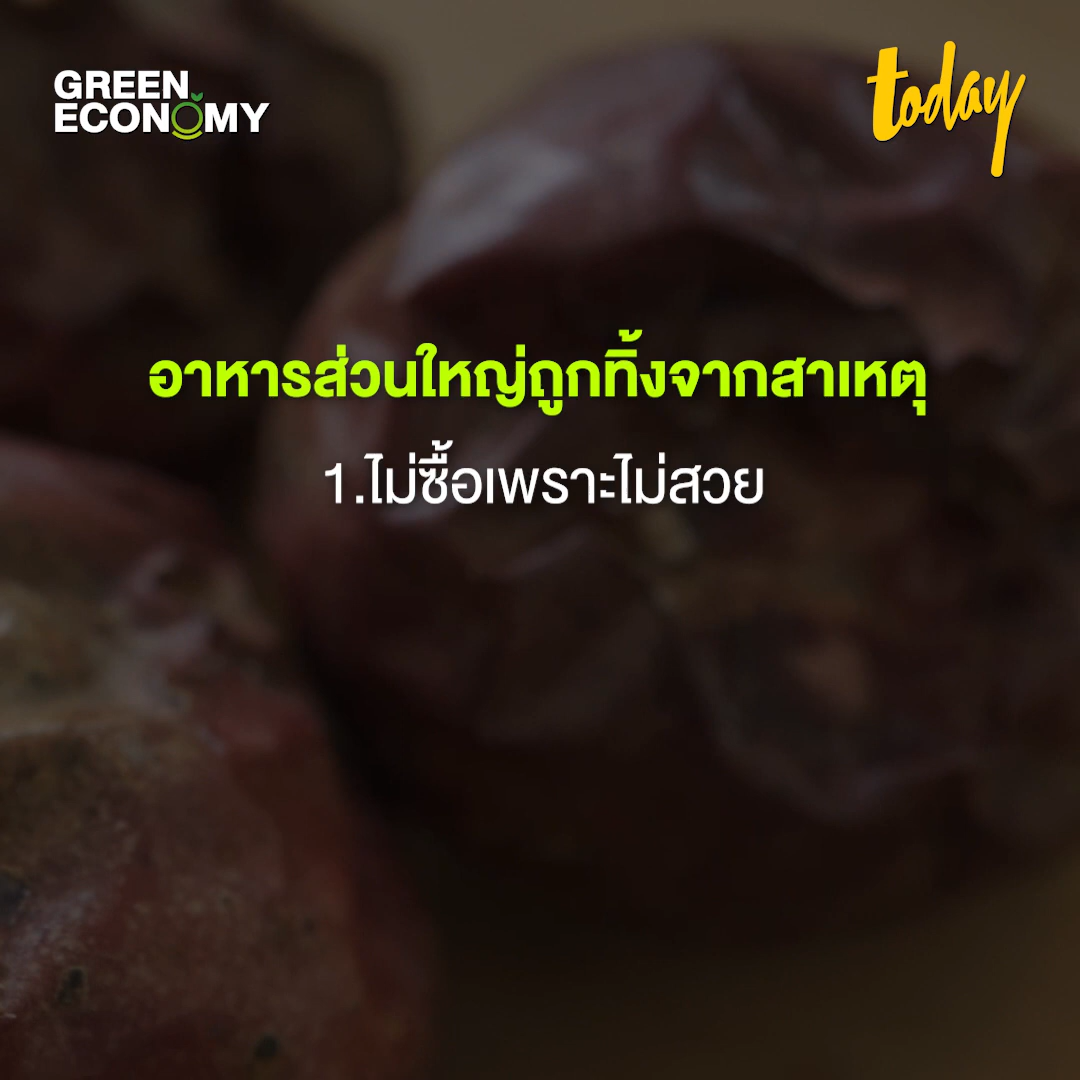 GREEN
ECONOMY
today
อาหารส่วนใหญ่ถูกทิ้งจากสาเหตุ
1.ไม่ซื้อเพราะไม่สวย